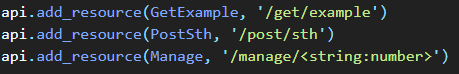 api.add_resource(GetExample, '/get/example')
api.add_resource(PostSth, '/post/sth')
api.add_resource(Manage, '/manage/<string:number>')